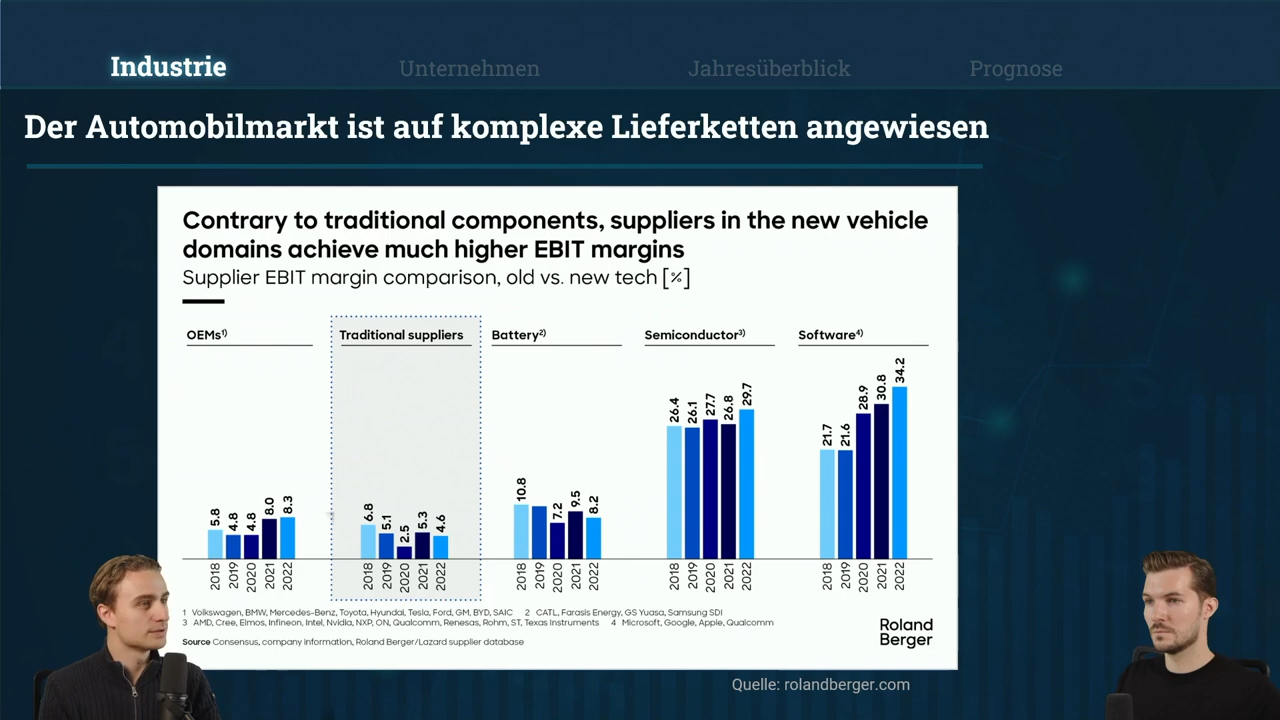 Industrie
Unternehmen
Jahresüberblick
Prognose
Der Automobilmarkt ist auf komplexe Lieferketten angewiesen
Contrary to traditional components, suppliers in the new vehicle
domains achieve much higher EBIT margins
Supplier EBIT margin comparison, old vs. new tech [%]
OEMs1)
5.8 4.8 4.8 8.0 8.3
2018 2019 2020 2021 2022
Traditional suppliers
6.8 5.1 2.5 5.3 4.6
2018 2019 2020 2021 2022
Battery2)
10.8 7.2 9.5 8.2
2018 2019 2020 2021 2022
Semiconductor3)
26.4 26.1 27.7 26.8 29.7
2018 2019 2020 2021 2022
Software4)
21.7 21.6 28.9 30.8 34.2
2018 2019 2020 2021 2022
1 Volkswagen, BMW, Mercedes-Benz, Toyota, Hyundai, Tesla, Ford, GM, BYD, SAIC 2 CATL, Farasis Energy, GS Yuasa, Samsung SDI
3 AMD, Cree, Elmos, Infineon, Intel, Nvidia, NXP, ON, Qualcomm, Renesas, Rohm, ST, Texas Instruments 4 Microsoft, Google, Apple, Qualcomm
Source Consensus, company information, Roland Berger/Lazard supplier database
Roland
Berger
Quelle: rolandberger.com